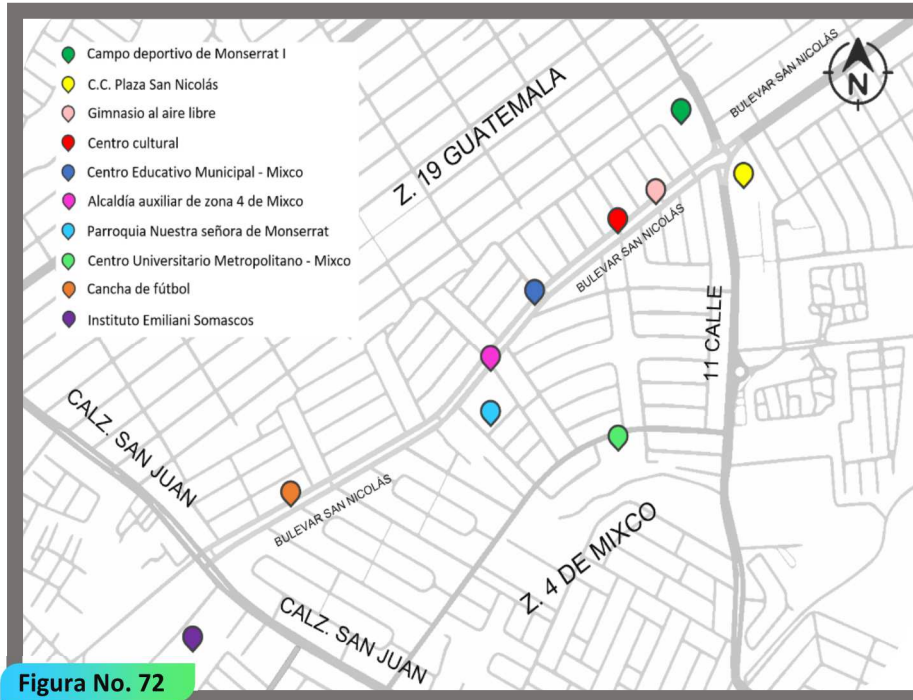 Campo deportivo de Monserrat I
C.C. Plaza San Nicolás
Gimnasio al aire libre
Centro cultural
Centro Educativo Municipal - Mixco
Alcaldía auxiliar de zona 4 de Mixco
Parroquia Nuestra señora de Monserrat
Centro Universitario Metropolitano - Mixco
Cancha de fútbol
Instituto Emiliani Somascos
Z. 19 GUATEMALA
BULEVAR SAN NICOLÁS
N
BULEVAR SAN NICOLÁS
11 CALLE
CALZ. SAN JUAN
BULEVAR SAN NICOLÁS
Z. 4 DE MIXCO
CALZ. SAN JUAN
Figura No. 72